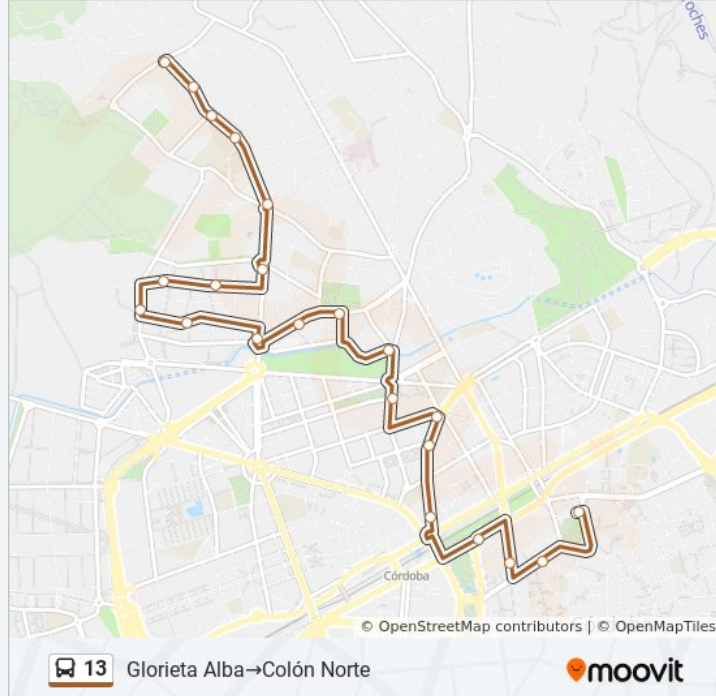 oches
Córdoba
© OpenStreetMap contributors | © OpenMapTiles
13 Glorieta Alba→Colón Norte
moovit